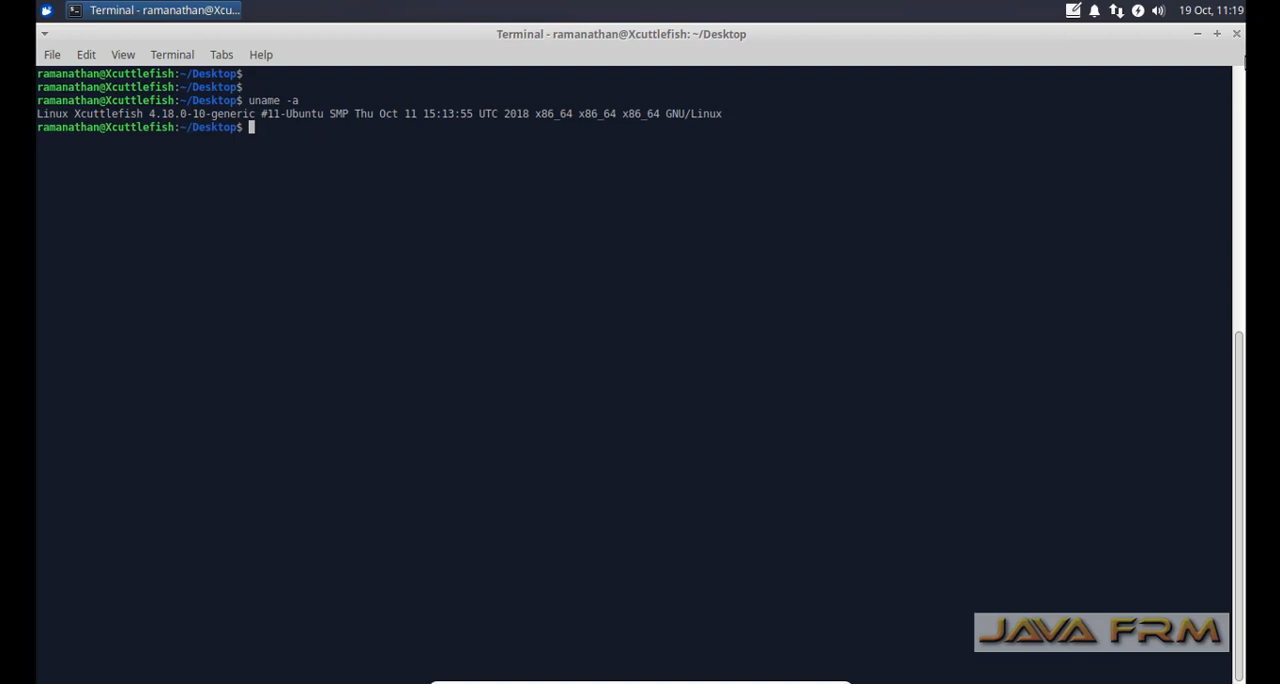 Terminal - ramanathan@Xcu...
19 Oct, 11:19
Terminal - ramanathan@Xcuttlefish: ~/Desktop
File Edit View Terminal Tabs Help
ramanathan@Xcuttlefish:~/Desktop$
ramanathan@Xcuttlefish:~/Desktop$
ramanathan@Xcuttlefish:~/Desktop$ uname -a
Linux Xcuttlefish 4.18.0-10-generic #11-Ubuntu SMP Thu Oct 11 15:13:55 UTC 2018 x86_64 x86_64 x86_64 GNU/Linux
ramanathan@Xcuttlefish:~/Desktop$
JAVA FRM